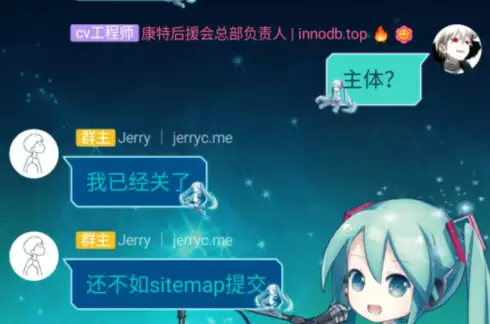 cv工程师 康特后援会总部负责人 | innodb.top 🔥 🌸
主体？
群主 Jerry | jerryc.me
我已经关了
群主 Jerry | jerryc.me
还不如sitemap提交